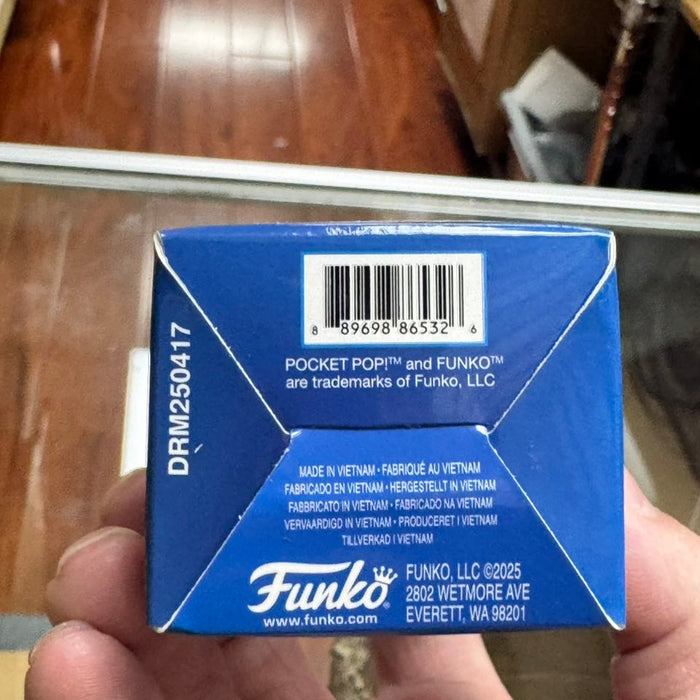 8 89698 86532 6
POCKET POP!™ and FUNKO™
are trademarks of Funko, LLC
DRM250417
MADE IN VIETNAM • FABRIQUÉ AU VIETNAM
FABRICADO EN VIETNAM • HERGESTELLT IN VIETNAM
FABBRICATO IN VIETNAM • FABRICADO NA VIETNAM
VERVAARDIGD IN VIETNAM • PRODUCERET I VIETNAM
TILLVERKAD I VIETNAM
Funko®
www.funko.com
FUNKO, LLC ©2025
2802 WETMORE AVE
EVERETT, WA 98201